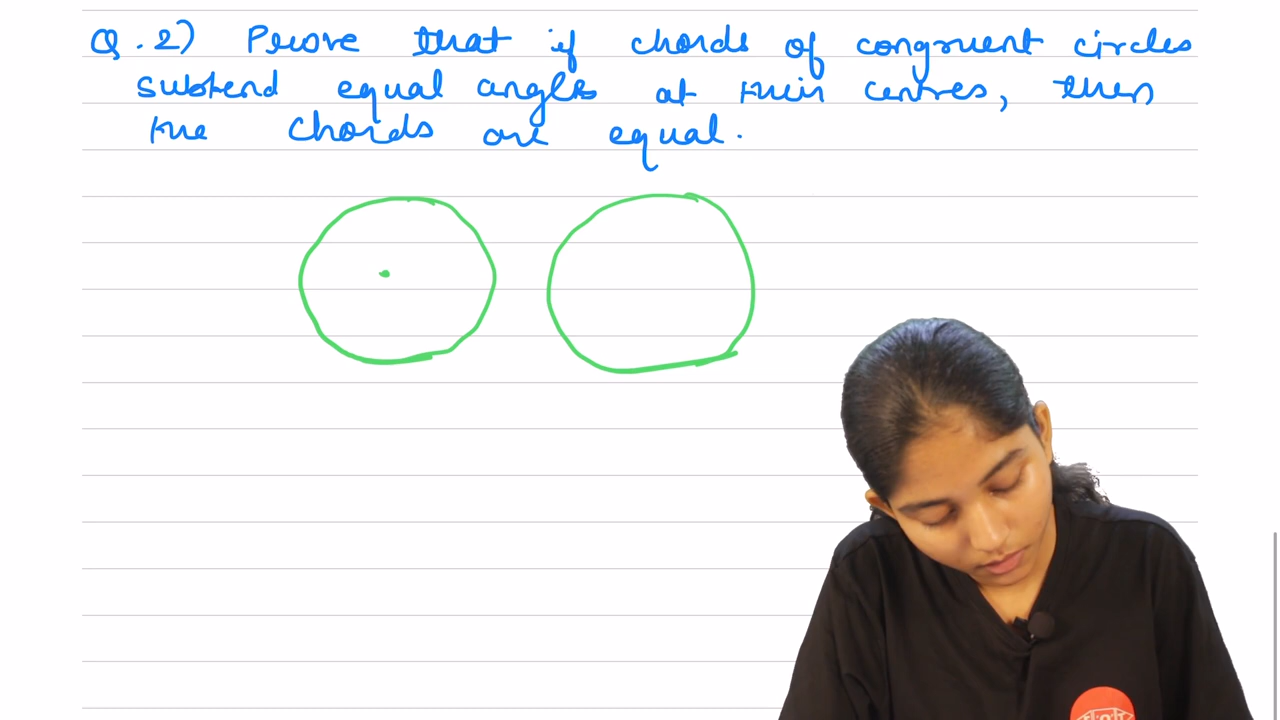 Q.2) Prove that if chords of congruent circles
subtend equal angles at their centres, then
the chords are equal.